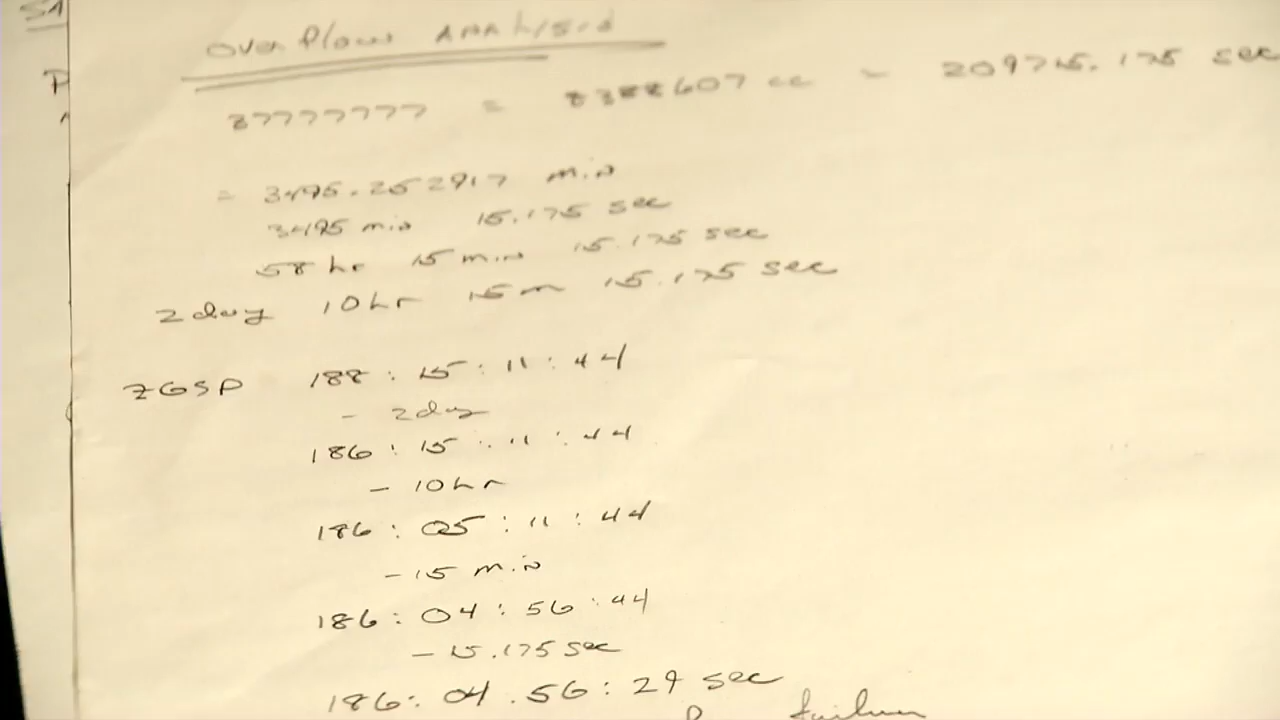 Overflow Analysis
37777777 = 8388607 cc = 209715.175 sec
= 3495.252917 min
3495 min 15.175 sec
58 hr 15 min 15.175 sec
2 day 10 hr 15 m 15.175 sec
ZGSP 188 : 15 : 11 : 44
- 2 day
186 : 15 : 11 : 44
- 10 hr
186 : 05 : 11 : 44
- 15 min
186 : 04 : 56 : 44
- 15.175 sec
186 : 04 . 56 : 29 sec
failure